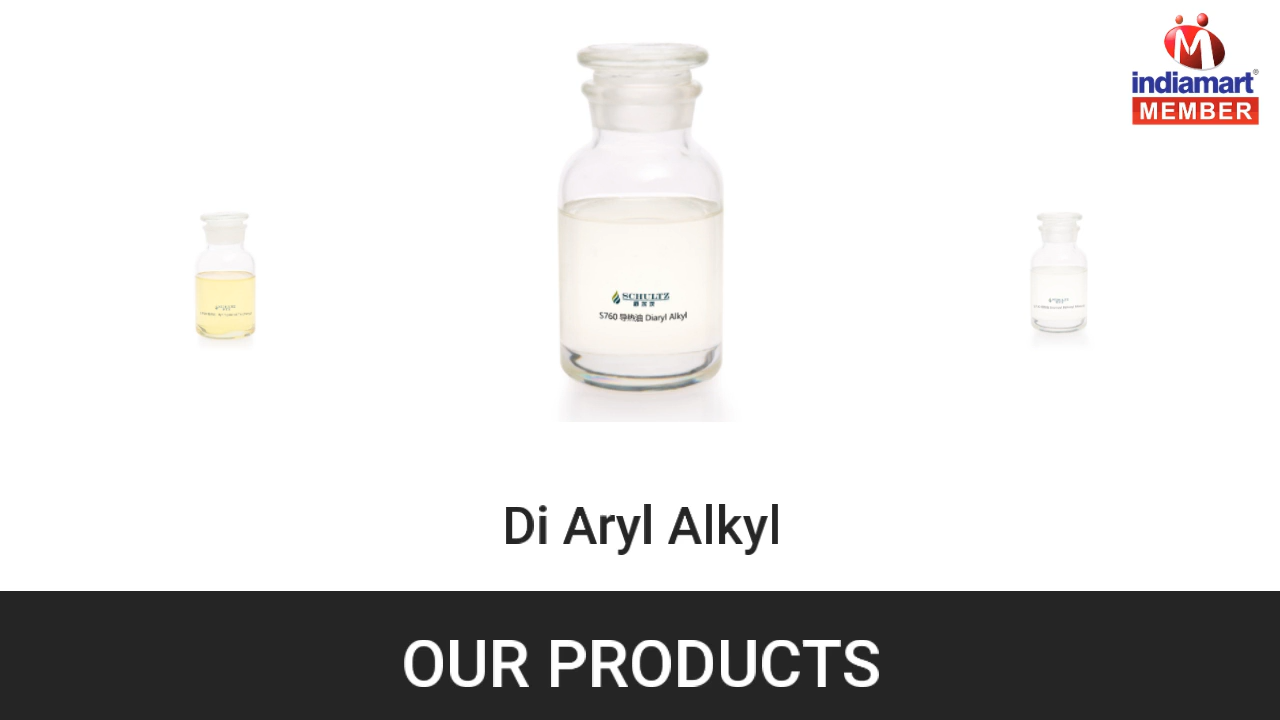 indiamart®
MEMBER
SCHULTZ
S760 导热油 Diaryl Alkyl
Di Aryl Alkyl
OUR PRODUCTS